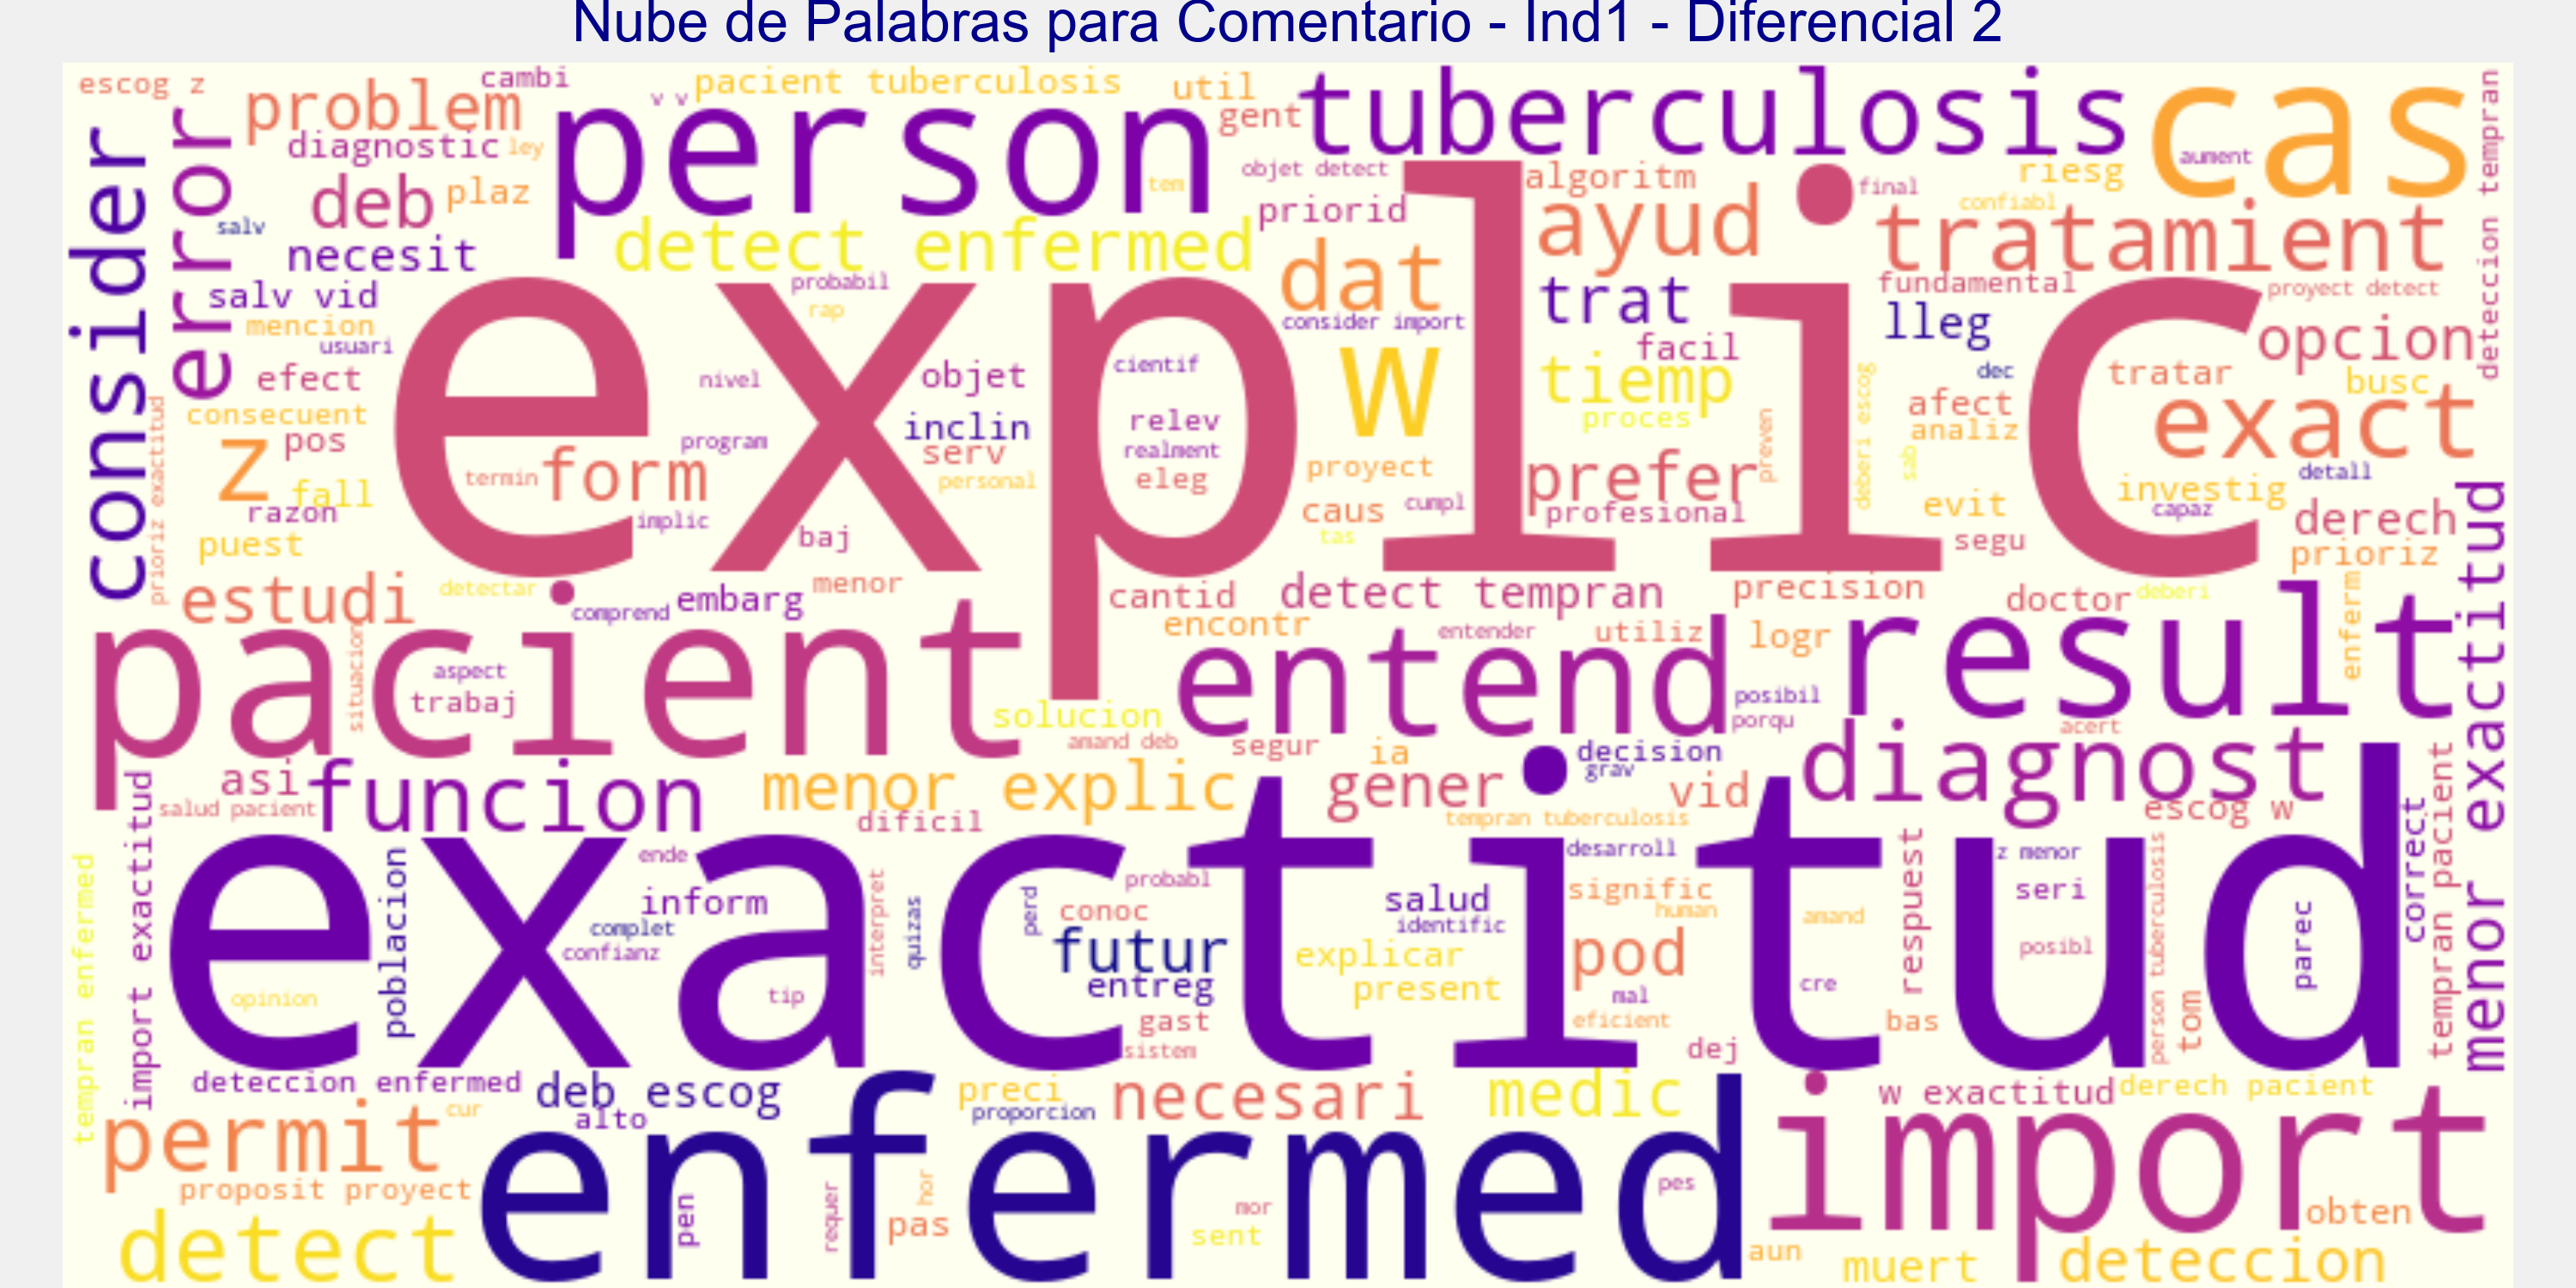 Nube de Palabras para Comentario - Ind1 - Diferencial 2
escog z
cambi
pacient tuberculosis
util
tuberculosis
cas
problem
v v
person
gent
error
diagnostic
ley
consider
deb
plaz
tem
objet detect
algoritm
riesg
aument
final
confiabl
deteccion tempran
salv
necesit
detect enfermed
priorid
ayud
tratamient
salv vid
probabil
rap
dat
trat
fundamental
proyect detect
mencion
usuari
consider import
lleg
opcion
explic
efect
nivel
objet
cientif
w
facil
tiemp
proces
dec
tratar
busc
consecuent
prioriz exactitud
z
pos
program
inclin
relev
realment
afect
analiz
exact
deberi escog
sab
preven
fall
termin
form
serv
personal
eleg
proyect
prefer
detall
investig
capaz
razon
implic
caus
cumpl
profesional
evit
derech
puest
baj
tas
segu
prioriz
estudi
detectar
comprend
embarg
menor
cantid
detect tempran
precision
doctor
deberi
enferm
menor exactitud
pacient
situacion
aspect
trabaj
encontr
entender
utiliz
logr
entend
result
solucion
posibil
porqu
amand deb
segur
ia
decision
grav
acert
diagnost
asi
salud pacient
funcion
menor explic
dificil
gener
vid
tempran tuberculosis
escog w
correct
tempran pacient
import exactitud
tempran enfermed
exactitud
poblacion
ende
inform
complet
confianz
interpret
quizas
probabl
perd
conoc
futur
entreg
salud
identific
explicar
present
desarroll
signific
human
amand
pod
respuest
z menor
seri
posibl
parec
person tuberculosis
tom
opinion
tip
gast
sistem
mal
eficient
cre
bas
dej
deteccion enfermed
deb escog
alto
preci
proporcion
necesari
medic
w exactitud
derech pacient
permit
cur
enfermed
import
proposit proyect
pen
requer
hor
pas
mor
sent
pes
obten
detect
aun
muert
deteccion